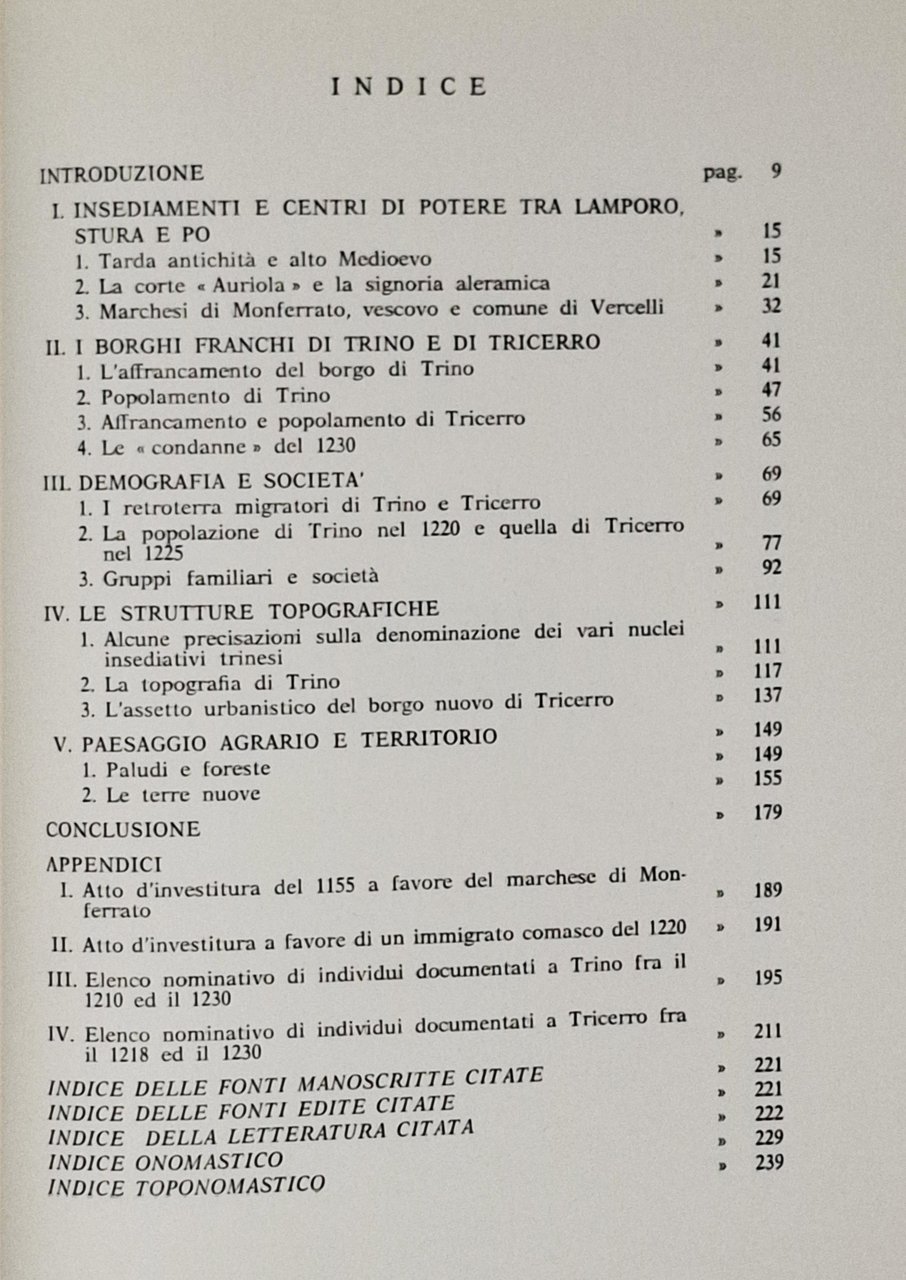 INDICE
INTRODUZIONE pag. 9
I. INSEDIAMENTI E CENTRI DI POTERE TRA LAMPORO,
STURA E PO » 15
1. Tarda antichità e alto Medioevo » 15
2. La corte « Auriola » e la signoria aleramica » 21
3. Marchesi di Monferrato, vescovo e comune di Vercelli » 32
II. I BORGHI FRANCHI DI TRINO E DI TRICERRO » 41
1. L'affrancamento del borgo di Trino » 41
2. Popolamento di Trino » 47
3. Affrancamento e popolamento di Tricerro » 56
4. Le « condanne » del 1230 » 65
III. DEMOGRAFIA E SOCIETA' » 69
1. I retroterra migratori di Trino e Tricerro » 69
2. La popolazione di Trino nel 1220 e quella di Tricerro
nel 1225 » 77
3. Gruppi familiari e società » 92
IV. LE STRUTTURE TOPOGRAFICHE » 111
1. Alcune precisazioni sulla denominazione dei vari nuclei
insediativi trinesi » 111
2. La topografia di Trino » 117
3. L'assetto urbanistico del borgo nuovo di Tricerro » 137
V. PAESAGGIO AGRARIO E TERRITORIO » 149
1. Paludi e foreste » 149
2. Le terre nuove » 155
CONCLUSIONE » 179
APPENDICI
I. Atto d'investitura del 1155 a favore del marchese di Mon-
ferrato » 189
II. Atto d'investitura a favore di un immigrato comasco del 1220 » 191
III. Elenco nominativo di individui documentati a Trino fra il
1210 ed il 1230 » 195
IV. Elenco nominativo di individui documentati a Tricerro fra
il 1218 ed il 1230 » 211
INDICE DELLE FONTI MANOSCRITTE CITATE » 221
INDICE DELLE FONTI EDITE CITATE » 221
INDICE DELLA LETTERATURA CITATA » 222
INDICE ONOMASTICO » 229
INDICE TOPONOMASTICO » 239